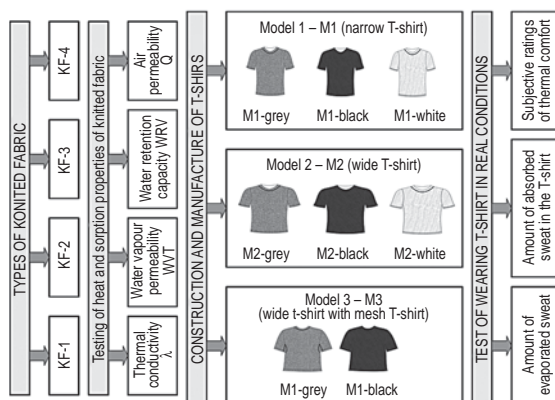 TYPES OF KONITED FABRIC
KF-4
KF-3
KF-2
KF-1
Testing of heat and sorption properties of knitted fabric
Air
permeability
Q
Water retention
capacity WRV
Water vapour
permeability
WVT
Thermal
conductivity
λ
CONSTRUCTION AND MANUFACTURE OF T-SHIRS
Model 1 – M1 (narrow T-shirt)
M1-grey M1-black M1-white
Model 2 – M2 (wide T-shirt)
M2-grey M2-black M2-white
Model 3 – M3
(wide t-shirt with mesh T-shirt)
M1-grey M1-black
TEST OF WEARING T-SHIRT IN REAL CONDITIONS
Subjective ratings
of thermal comfort
Amount of absorbed
sweat in the T-shirt
Amount of
evaporated sweat